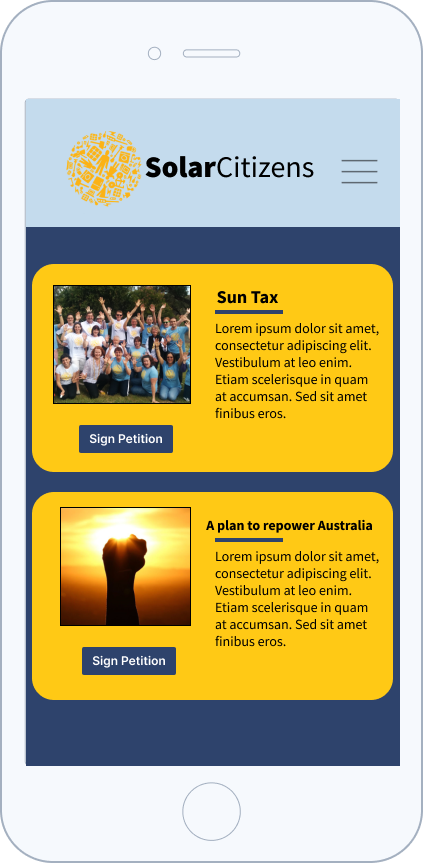 SolarCitizens
Sun Tax
Lorem ipsum dolor sit amet,
consectetur adipiscing elit.
Vestibulum at leo enim.
Etiam scelerisque in quam
at accumsan. Sed sit amet
finibus eros.
Sign Petition
A plan to repower Australia
Lorem ipsum dolor sit amet,
consectetur adipiscing elit.
Vestibulum at leo enim.
Etiam scelerisque in quam
at accumsan. Sed sit amet
finibus eros.
Sign Petition